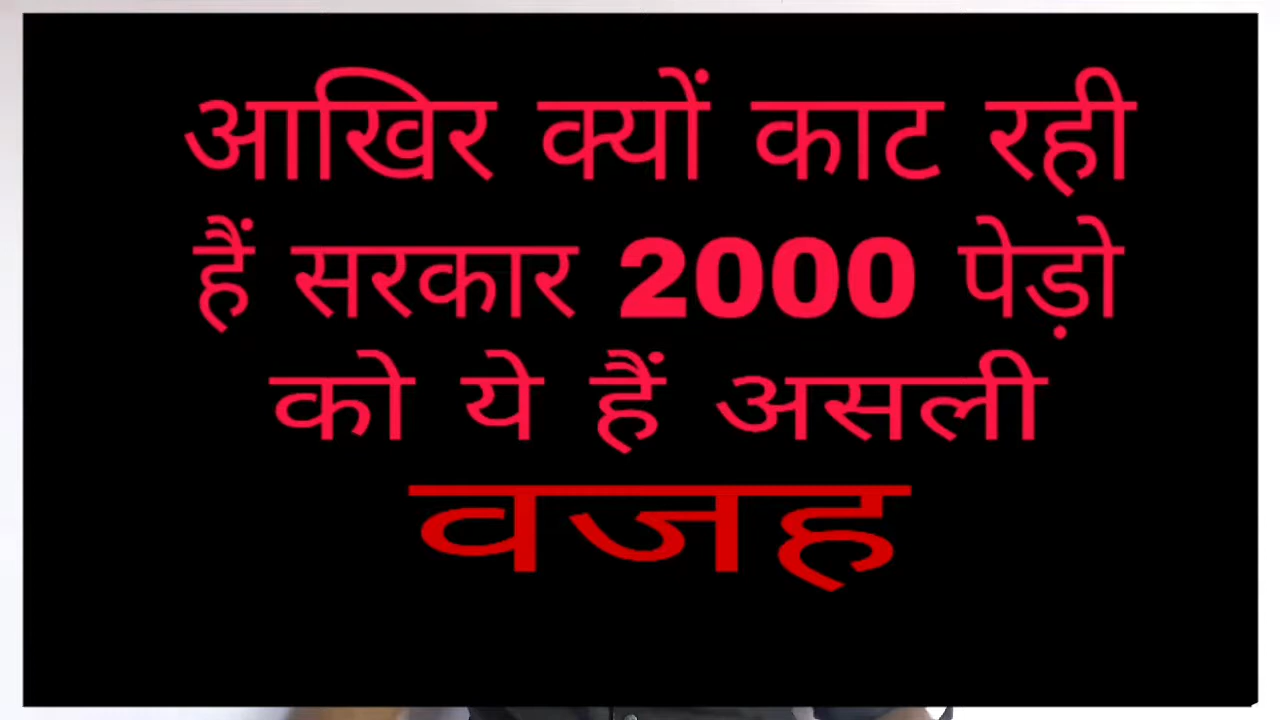 आखिर क्यों काट रही
हैं सरकार 2000 पेड़ो
को ये हैं असली
वजह